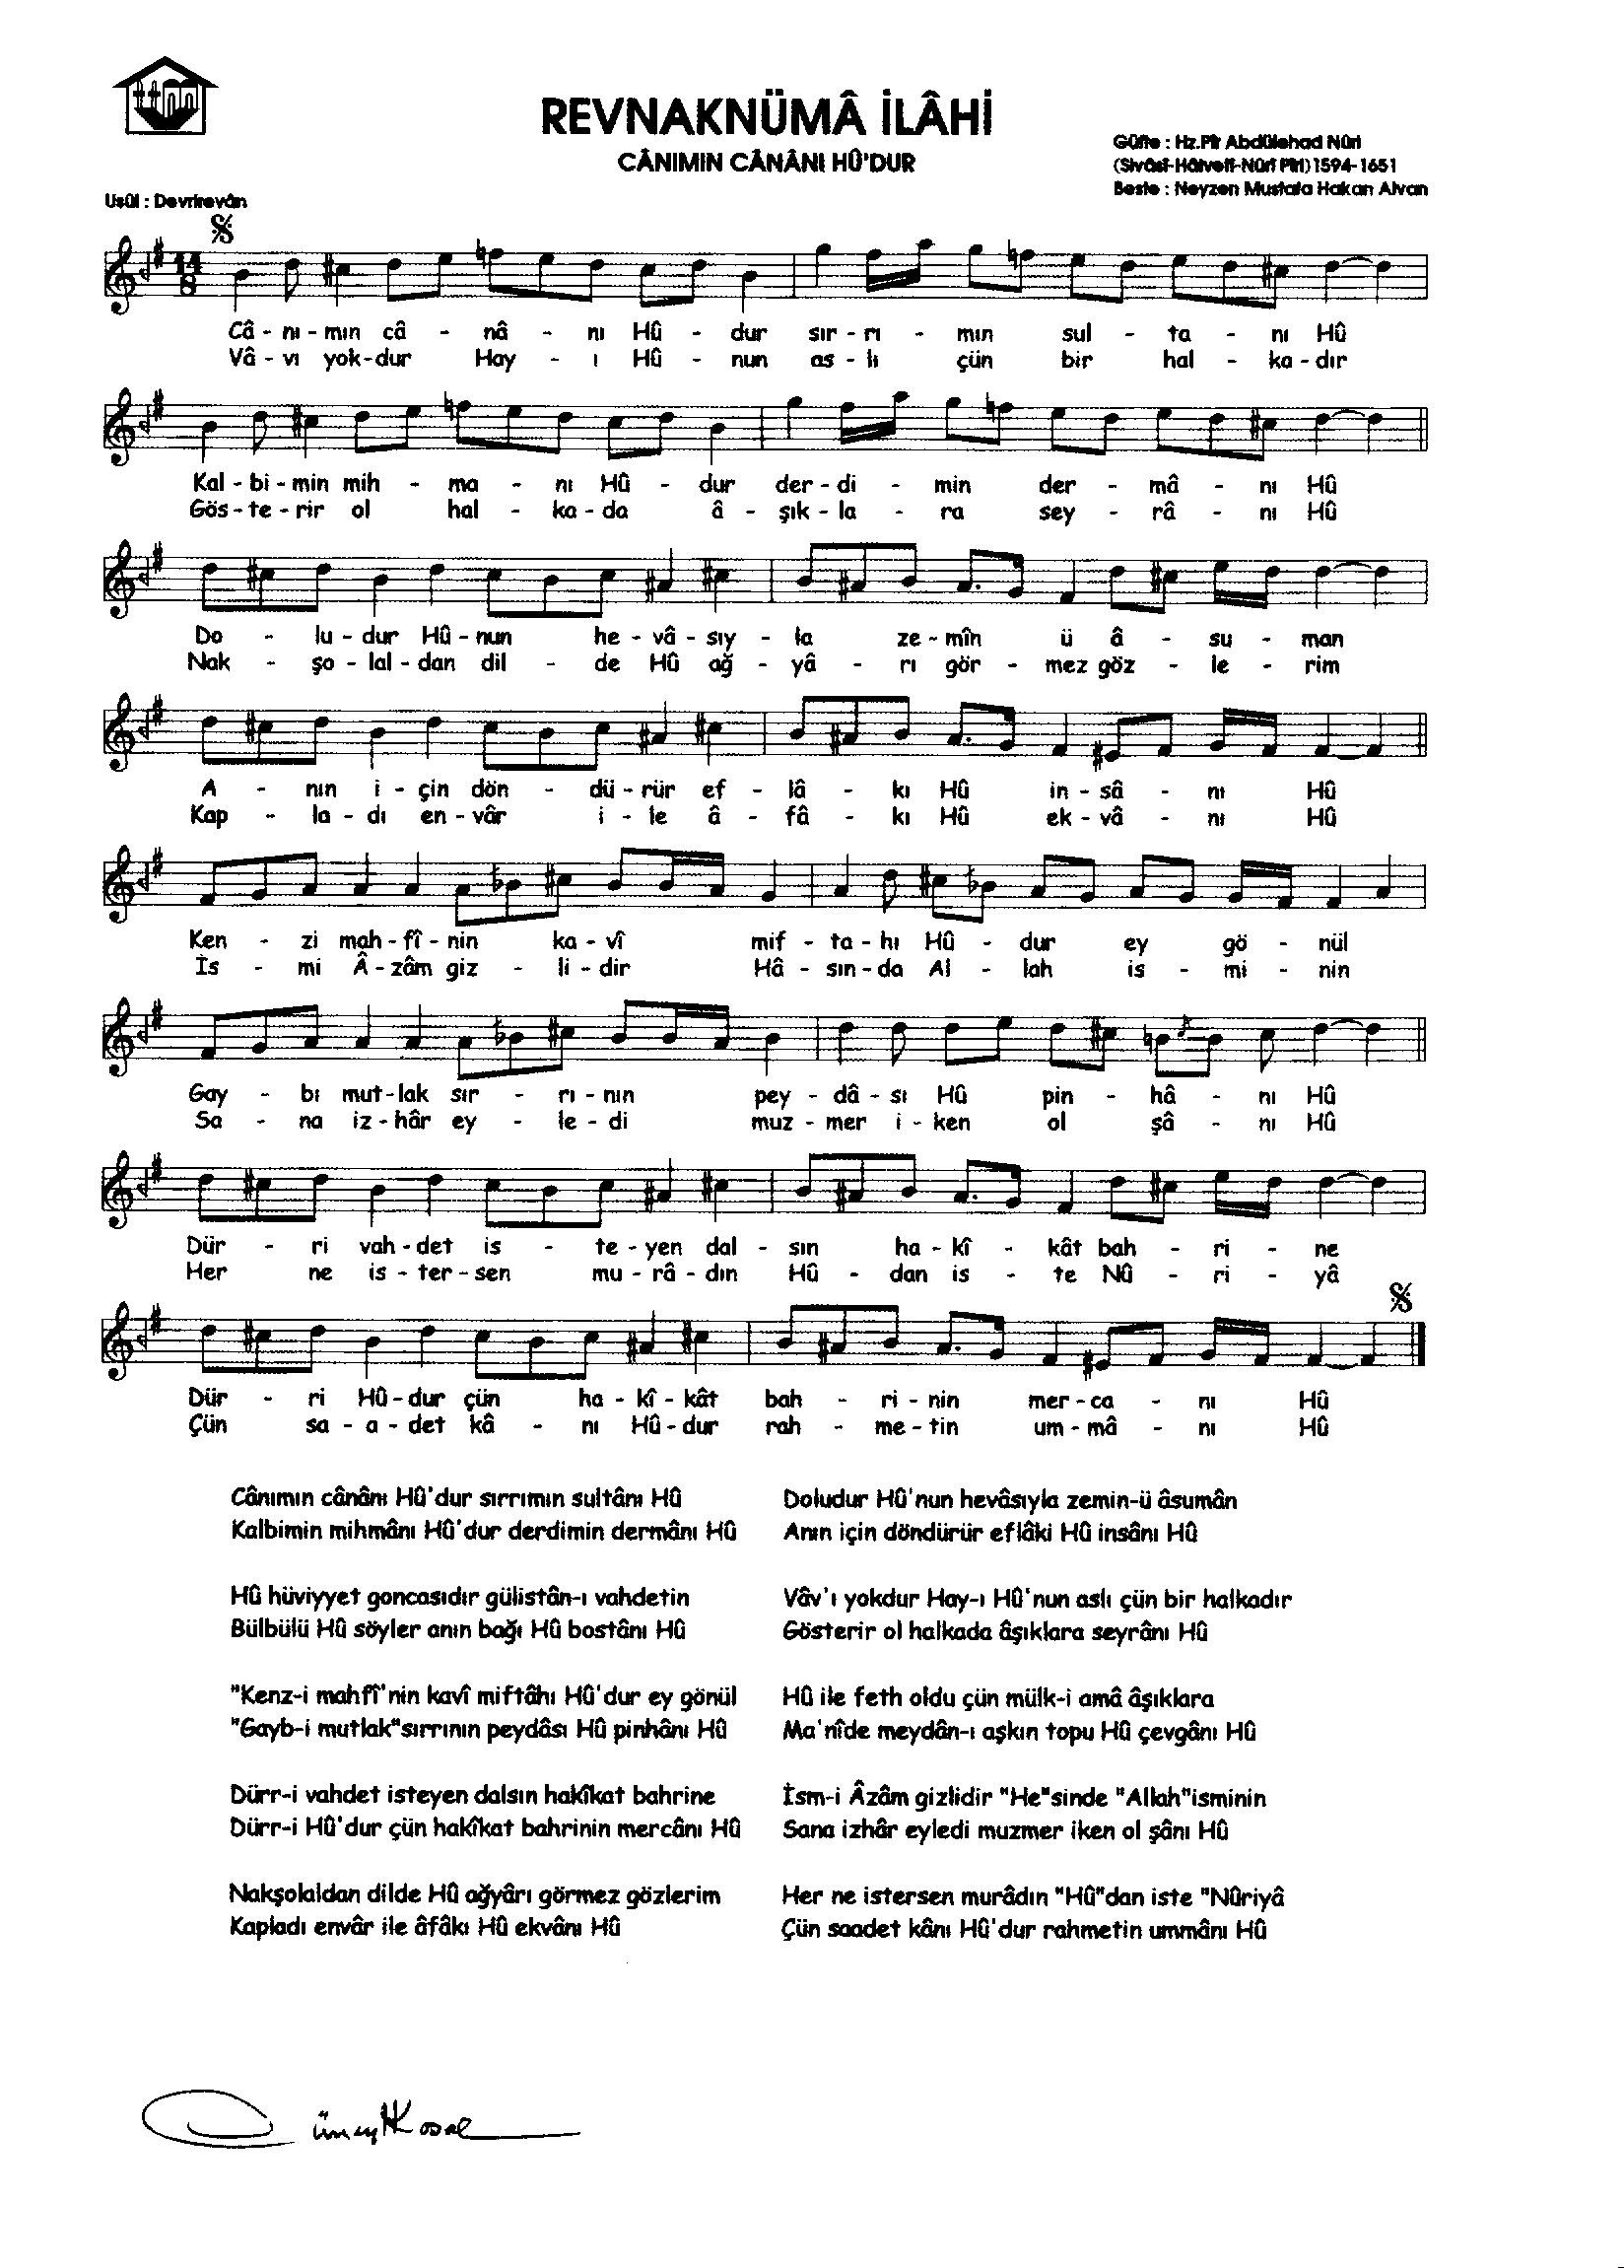 REVNAKNÜMÂ İLÂHİ
CÂNIMIN CÂNÂNI HÛ'DUR
Güfte : Hz.Pîr Abdülehad Nûri
(Sivâsî-Hâlvetî-Nûrî Pîri)1594-1651
Beste : Neyzen Mustafa Hakan Alvan
Usûl : Devrirevân
14
8
Câ - nı - mın câ - nâ - nı Hû - dur sır - rı - mın sul - ta - nı Hû
Vâ - vı yok - dur Hay - ı Hû - nun as - lı çün bir hal - ka - dır
Kal - bi - min mih - ma - nı Hû - dur der - di - min der - mâ - nı Hû
Gös - te - rir ol hal - ka - da â - şık - la - ra sey - râ - nı Hû
Do - lu - dur Hû - nun he - vâ - sıy - la ze - mîn ü â - su - man
Nak - şo - lal - dan dil - de Hû ağ - yâ - rı gör - mez göz - le - rim
A - nın i - çin dön - dü - rür ef - lâ - kı Hû in - sâ - nı Hû
Kap - la - dı en - vâr i - le â - fâ - kı Hû ek - vâ - nı Hû
Ken - zi mah - fî - nin ka - vî mif - ta - hı Hû - dur ey gö - nül
İs - mi Â - zâm giz - li - dir Hâ - sın - da Al - lah is - mi - nin
Gay - bı mut - lak sır - rı - nın pey - dâ - sı Hû pin - hâ - nı Hû
Sa - na iz - hâr ey - le - di muz - mer i - ken ol şâ - nı Hû
Dür - ri vah - det is - te - yen dal - sın ha - kî - kât bah - ri - ne
Her ne is - ter - sen mu - râ - dın Hû - dan is - te Nû - ri - yâ
Dür - ri Hû - dur çün ha - kî - kât bah - ri - nin mer - ca - nı Hû
Çün sa - a - det kâ - nı Hû - dur rah - me - tin um - mâ - nı Hû
Cânımın cânânı Hû'dur sırrımın sultânı Hû
Kalbimin mihmânı Hû'dur derdimin dermânı Hû
Hû hüviyyet goncasıdır gülistân-ı vahdetin
Bülbülü Hû söyler anın bağı Hû bostânı Hû
"Kenz-i mahfî'nin kavî miftâhı Hû'dur ey gönül
"Gayb-i mutlak"sırrının peydâsı Hû pinhânı Hû
Dürr-i vahdet isteyen dalsın hakîkat bahrine
Dürr-i Hû'dur çün hakîkat bahrinin mercânı Hû
Nakşolaldan dilde Hû ağyârı görmez gözlerim
Kapladı envâr ile âfâkı Hû ekvânı Hû
Doludur Hû'nun hevâsıyla zemin-ü âsumân
Anın için döndürür eflâki Hû insânı Hû
Vâv'ı yokdur Hay-ı Hû'nun aslı çün bir halkadır
Gösterir ol halkada âşıklara seyrânı Hû
Hû ile feth oldu çün mülk-i amâ âşıklara
Ma'nîde meydân-ı aşkın topu Hû çevgânı Hû
İsm-i Âzâm gizlidir "He"sinde "Allah"isminin
Sana izhâr eyledi muzmer iken ol şânı Hû
Her ne istersen murâdın "Hû"dan iste "Nûriyâ
Çün saadet kânı Hû'dur rahmetin ummânı Hû